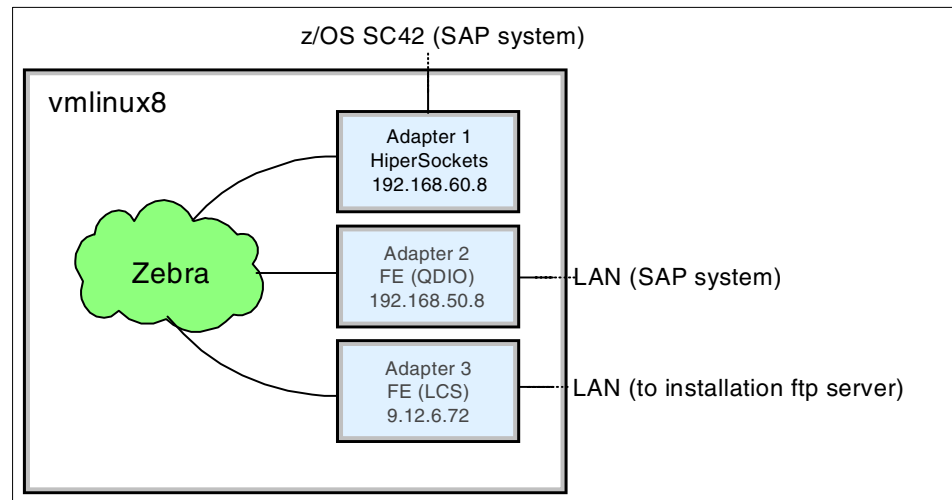 z/OS SC42 (SAP system)
vmlinux8
Adapter 1
HiperSockets
192.168.60.8
Zebra
Adapter 2
FE (QDIO)
192.168.50.8
LAN (SAP system)
Adapter 3
FE (LCS)
9.12.6.72
LAN (to installation ftp server)